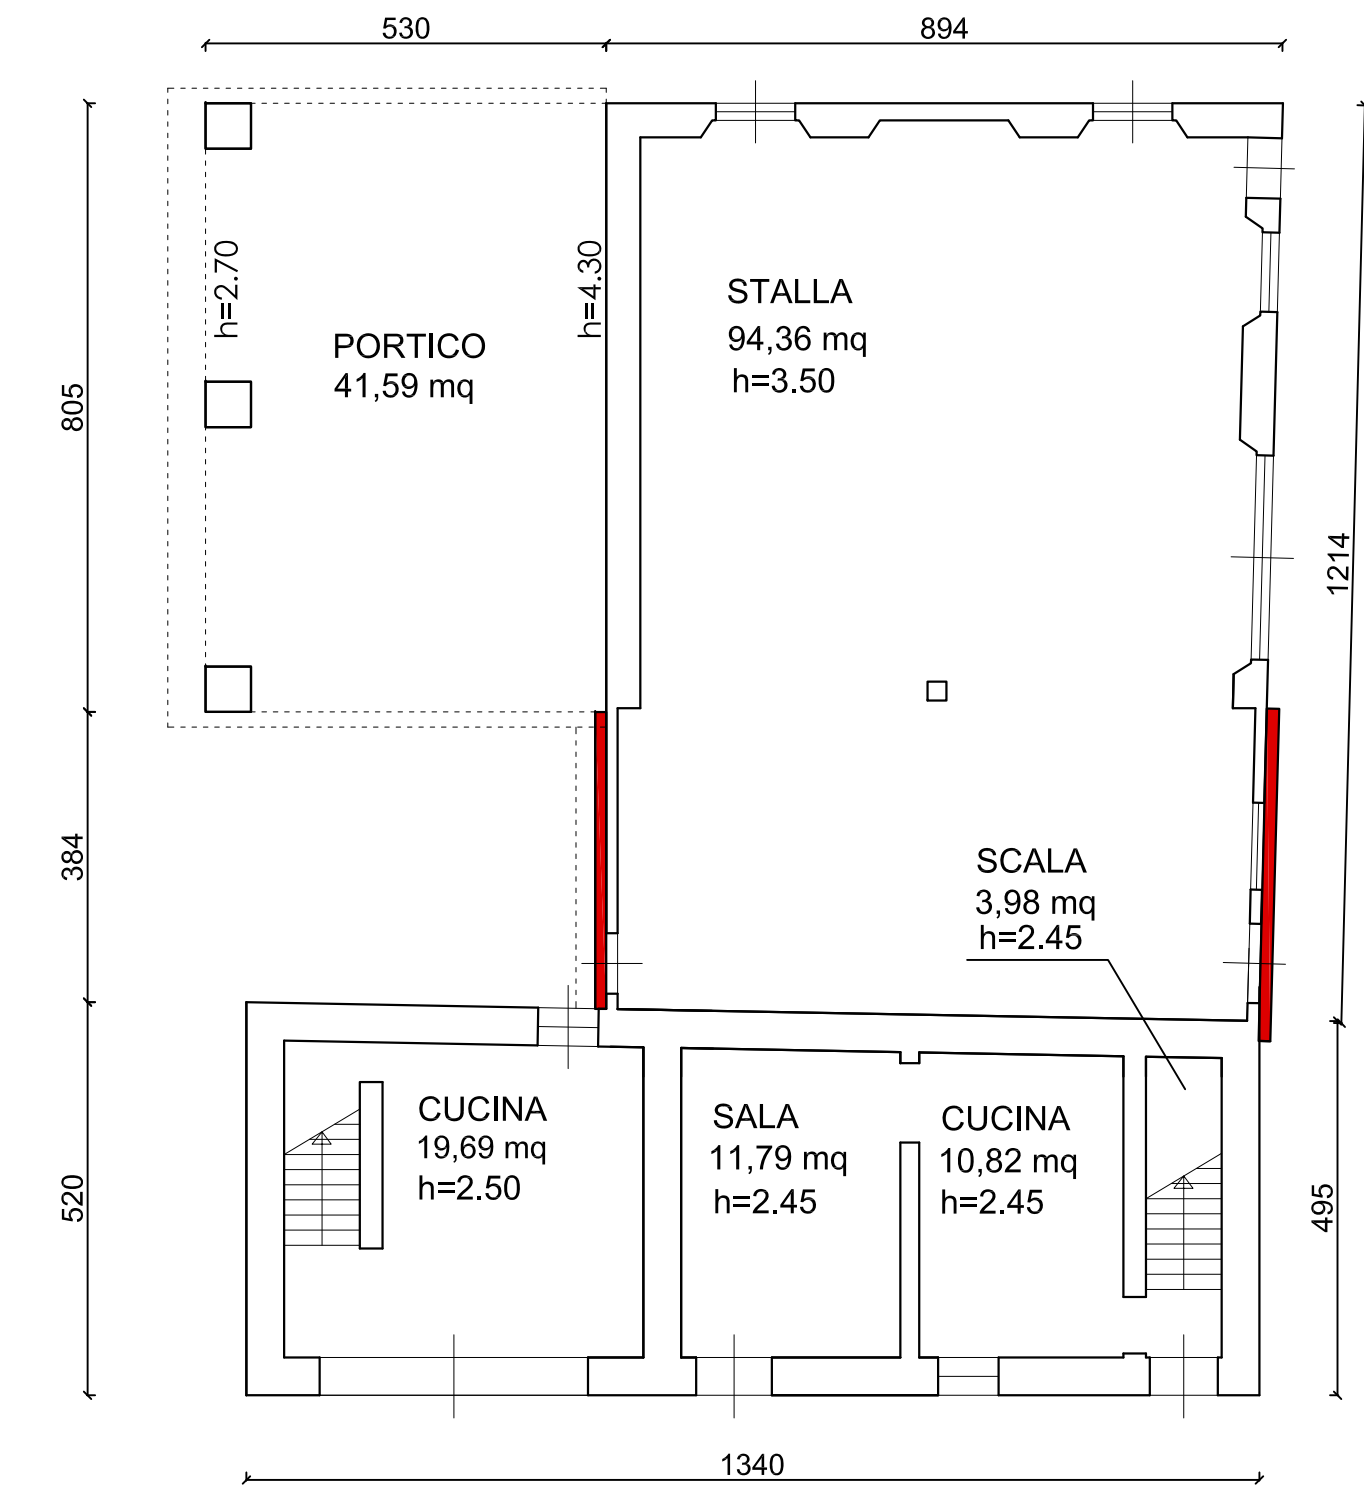 530
894
h=2.70
h=4.30
STALLA
94,36 mq
h=3.50
PORTICO
41,59 mq
805
1214
384
SCALA
3,98 mq
h=2.45
CUCINA
19,69 mq
h=2.50
SALA
11,79 mq
h=2.45
CUCINA
10,82 mq
h=2.45
520
495
1340